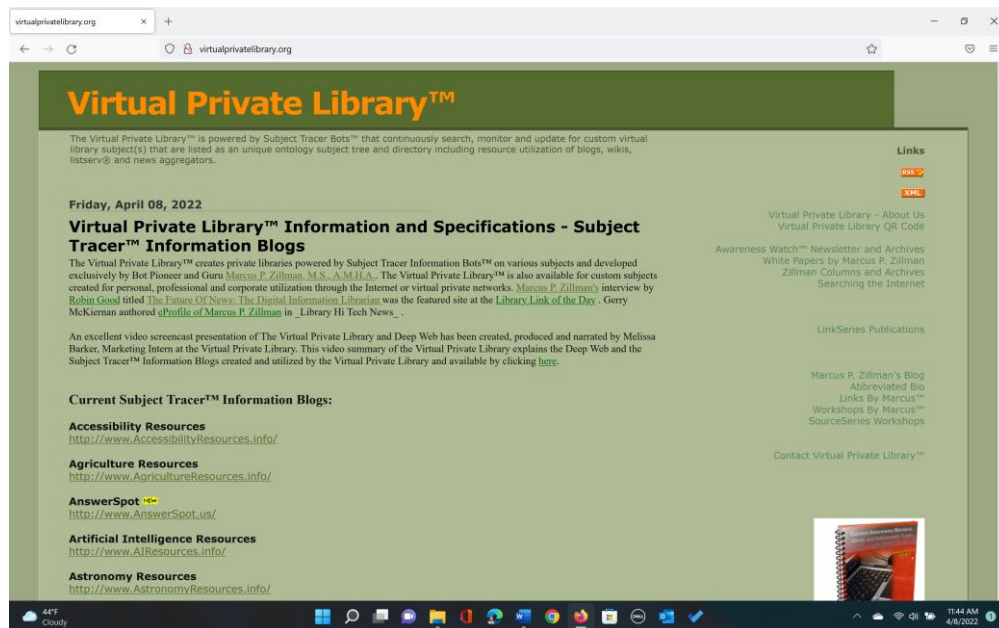 virtualprivatelibrary.org
virtualprivatelibrary.org
Virtual Private Library™
The Virtual Private Library™ is powered by Subject Tracer Bots™ that continuously search, monitor and update for custom virtual
library subject(s) that are listed as an unique ontology subject tree and directory including resource utilization of blogs, wikis,
listserv® and news aggregators.
Friday, April 08, 2022
Virtual Private Library™ Information and Specifications - Subject
Tracer™ Information Blogs
The Virtual Private Library™ creates private libraries powered by Subject Tracer Information Bots™ on various subjects and developed
exclusively by Bot Pioneer and Guru Marcus P. Zillman, M.S., A.M.H.A.. The Virtual Private Library™ is also available for custom subjects
created for personal, professional and corporate utilization through the Internet or virtual private networks. Marcus P. Zillman's interview by
Robin Good titled The Future Of News: The Digital Information Librarian was the featured site at the Library Link of the Day . Gerry
McKiernan authored eProfile of Marcus P. Zillman in _Library Hi Tech News_ .
An excellent video screencast presentation of The Virtual Private Library and Deep Web has been created, produced and narrated by Melissa
Barker, Marketing Intern at the Virtual Private Library. This video summary of the Virtual Private Library explains the Deep Web and the
Subject Tracer™ Information Blogs created and utilized by the Virtual Private Library and available by clicking here.
Current Subject Tracer™ Information Blogs:
Accessibility Resources
http://www.AccessibilityResources.info/
Agriculture Resources
http://www.AgricultureResources.info/
AnswerSpot NEW
http://www.AnswerSpot.us/
Artificial Intelligence Resources
http://www.AIResources.info/
Astronomy Resources
http://www.AstronomyResources.info/
Links
RSS
XML
Virtual Private Library - About Us
Virtual Private Library QR Code
Awareness Watch™ Newsletter and Archives
White Papers by Marcus P. Zillman
Zillman Columns and Archives
Searching the Internet
LinkSeries Publications
Marcus P. Zillman's Blog
Abbreviated Bio
Links By Marcus™
Workshops By Marcus™
SourceSeries Workshops
Contact Virtual Private Library™
44°F
Cloudy
DELL
11:44 AM
4/8/2022